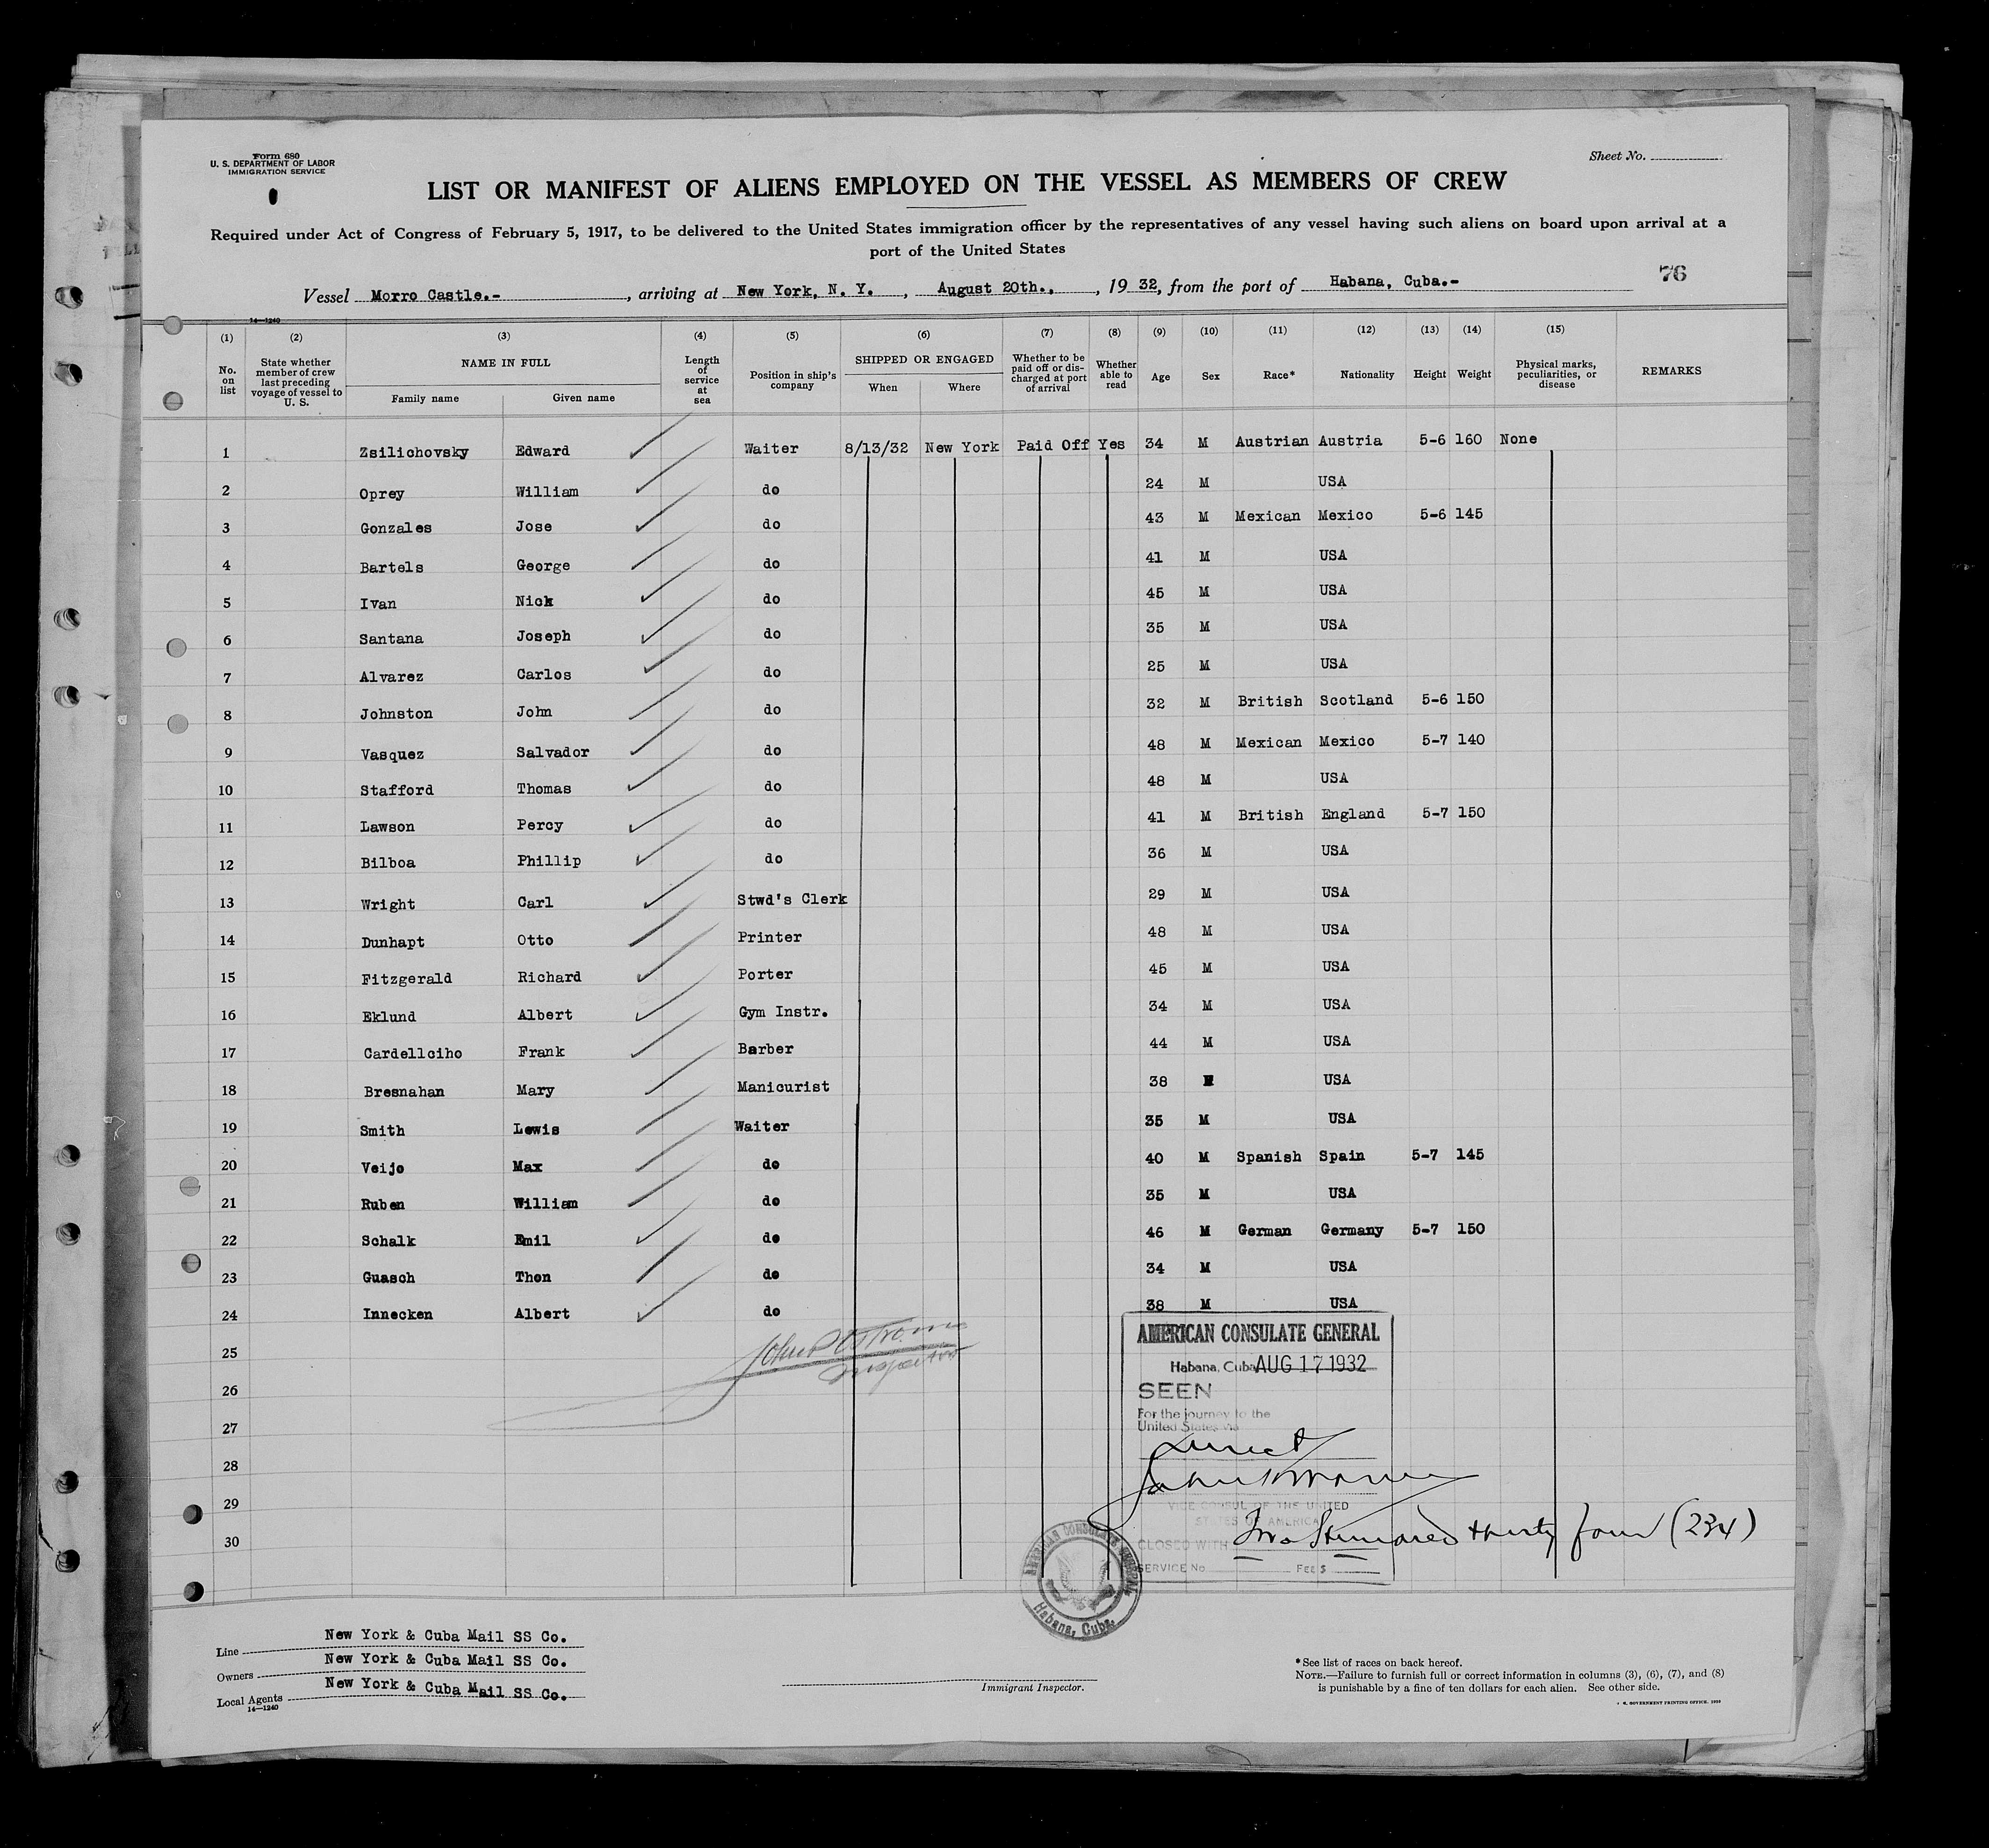 Form 680
U. S. DEPARTMENT OF LABOR
IMMIGRATION SERVICE
Sheet No.
LIST OR MANIFEST OF ALIENS EMPLOYED ON THE VESSEL AS MEMBERS OF CREW
Required under Act of Congress of February 5, 1917, to be delivered to the United States immigration officer by the representatives of any vessel having such aliens on board upon arrival at a
port of the United States
Vessel Morro Castle.- , arriving at New York, N. Y. , August 20th., , 1932, from the port of Habana, Cuba.- 76
14—1240
(1) (2) (3) (4) (5) (6) (7) (8) (9) (10) (11) (12) (13) (14) (15)
No. on list State whether member of crew last preceding voyage of vessel to U. S. NAME IN FULL Family name Given name Length of service at sea Position in ship's company SHIPPED OR ENGAGED When Where Whether to be paid off or discharged at port of arrival Whether able to read Age Sex Race* Nationality Height Weight Physical marks, peculiarities, or disease REMARKS
1 Zsilichovsky Edward Waiter 8/13/32 New York Paid Off Yes 34 M Austrian Austria 5-6 160 None
2 Oprey William do 24 M USA
3 Gonzales Jose do 43 M Mexican Mexico 5-6 145
4 Bartels George do 41 M USA
5 Ivan Nick do 45 M USA
6 Santana Joseph do 35 M USA
7 Alvarez Carlos do 25 M USA
8 Johnston John do 32 M British Scotland 5-6 150
9 Vasquez Salvador do 48 M Mexican Mexico 5-7 140
10 Stafford Thomas do 48 M USA
11 Lawson Percy do 41 M British England 5-7 150
12 Bilboa Phillip do 36 M USA
13 Wright Carl Stwd's Clerk 29 M USA
14 Dunhapt Otto Printer 48 M USA
15 Fitzgerald Richard Porter 45 M USA
16 Eklund Albert Gym Instr. 34 M USA
17 Cardellciho Frank Barber 44 M USA
18 Bresnahan Mary Manicurist 38 USA
19 Smith Lewis Waiter 35 M USA
20 Veijo Max do 40 M Spanish Spain 5-7 145
21 Ruben William do 35 M USA
22 Schalk Emil do 46 M German Germany 5-7 150
23 Guasch Thon do 34 M USA
24 Innecken Albert do 38 M USA
25
26
27
28
29
30
Inspector
AMERICAN CONSULATE GENERAL
Habana, Cuba AUG 17 1932
SEEN
For the journey to the
United States via
Direct
VICE CONSUL OF THE UNITED
STATES OF AMERICA
CLOSED WITH Two Hundred thirty four (234)
SERVICE No. FEE $
AMERICAN CONSULATE GENERAL
Habana, Cuba.
Line New York & Cuba Mail SS Co.
Owners New York & Cuba Mail SS Co.
Local Agents New York & Cuba Mail SS Co.
14—1240
Immigrant Inspector.
*See list of races on back hereof.
NOTE.—Failure to furnish full or correct information in columns (3), (6), (7), and (8)
is punishable by a fine of ten dollars for each alien. See other side.
GOVERNMENT PRINTING OFFICE